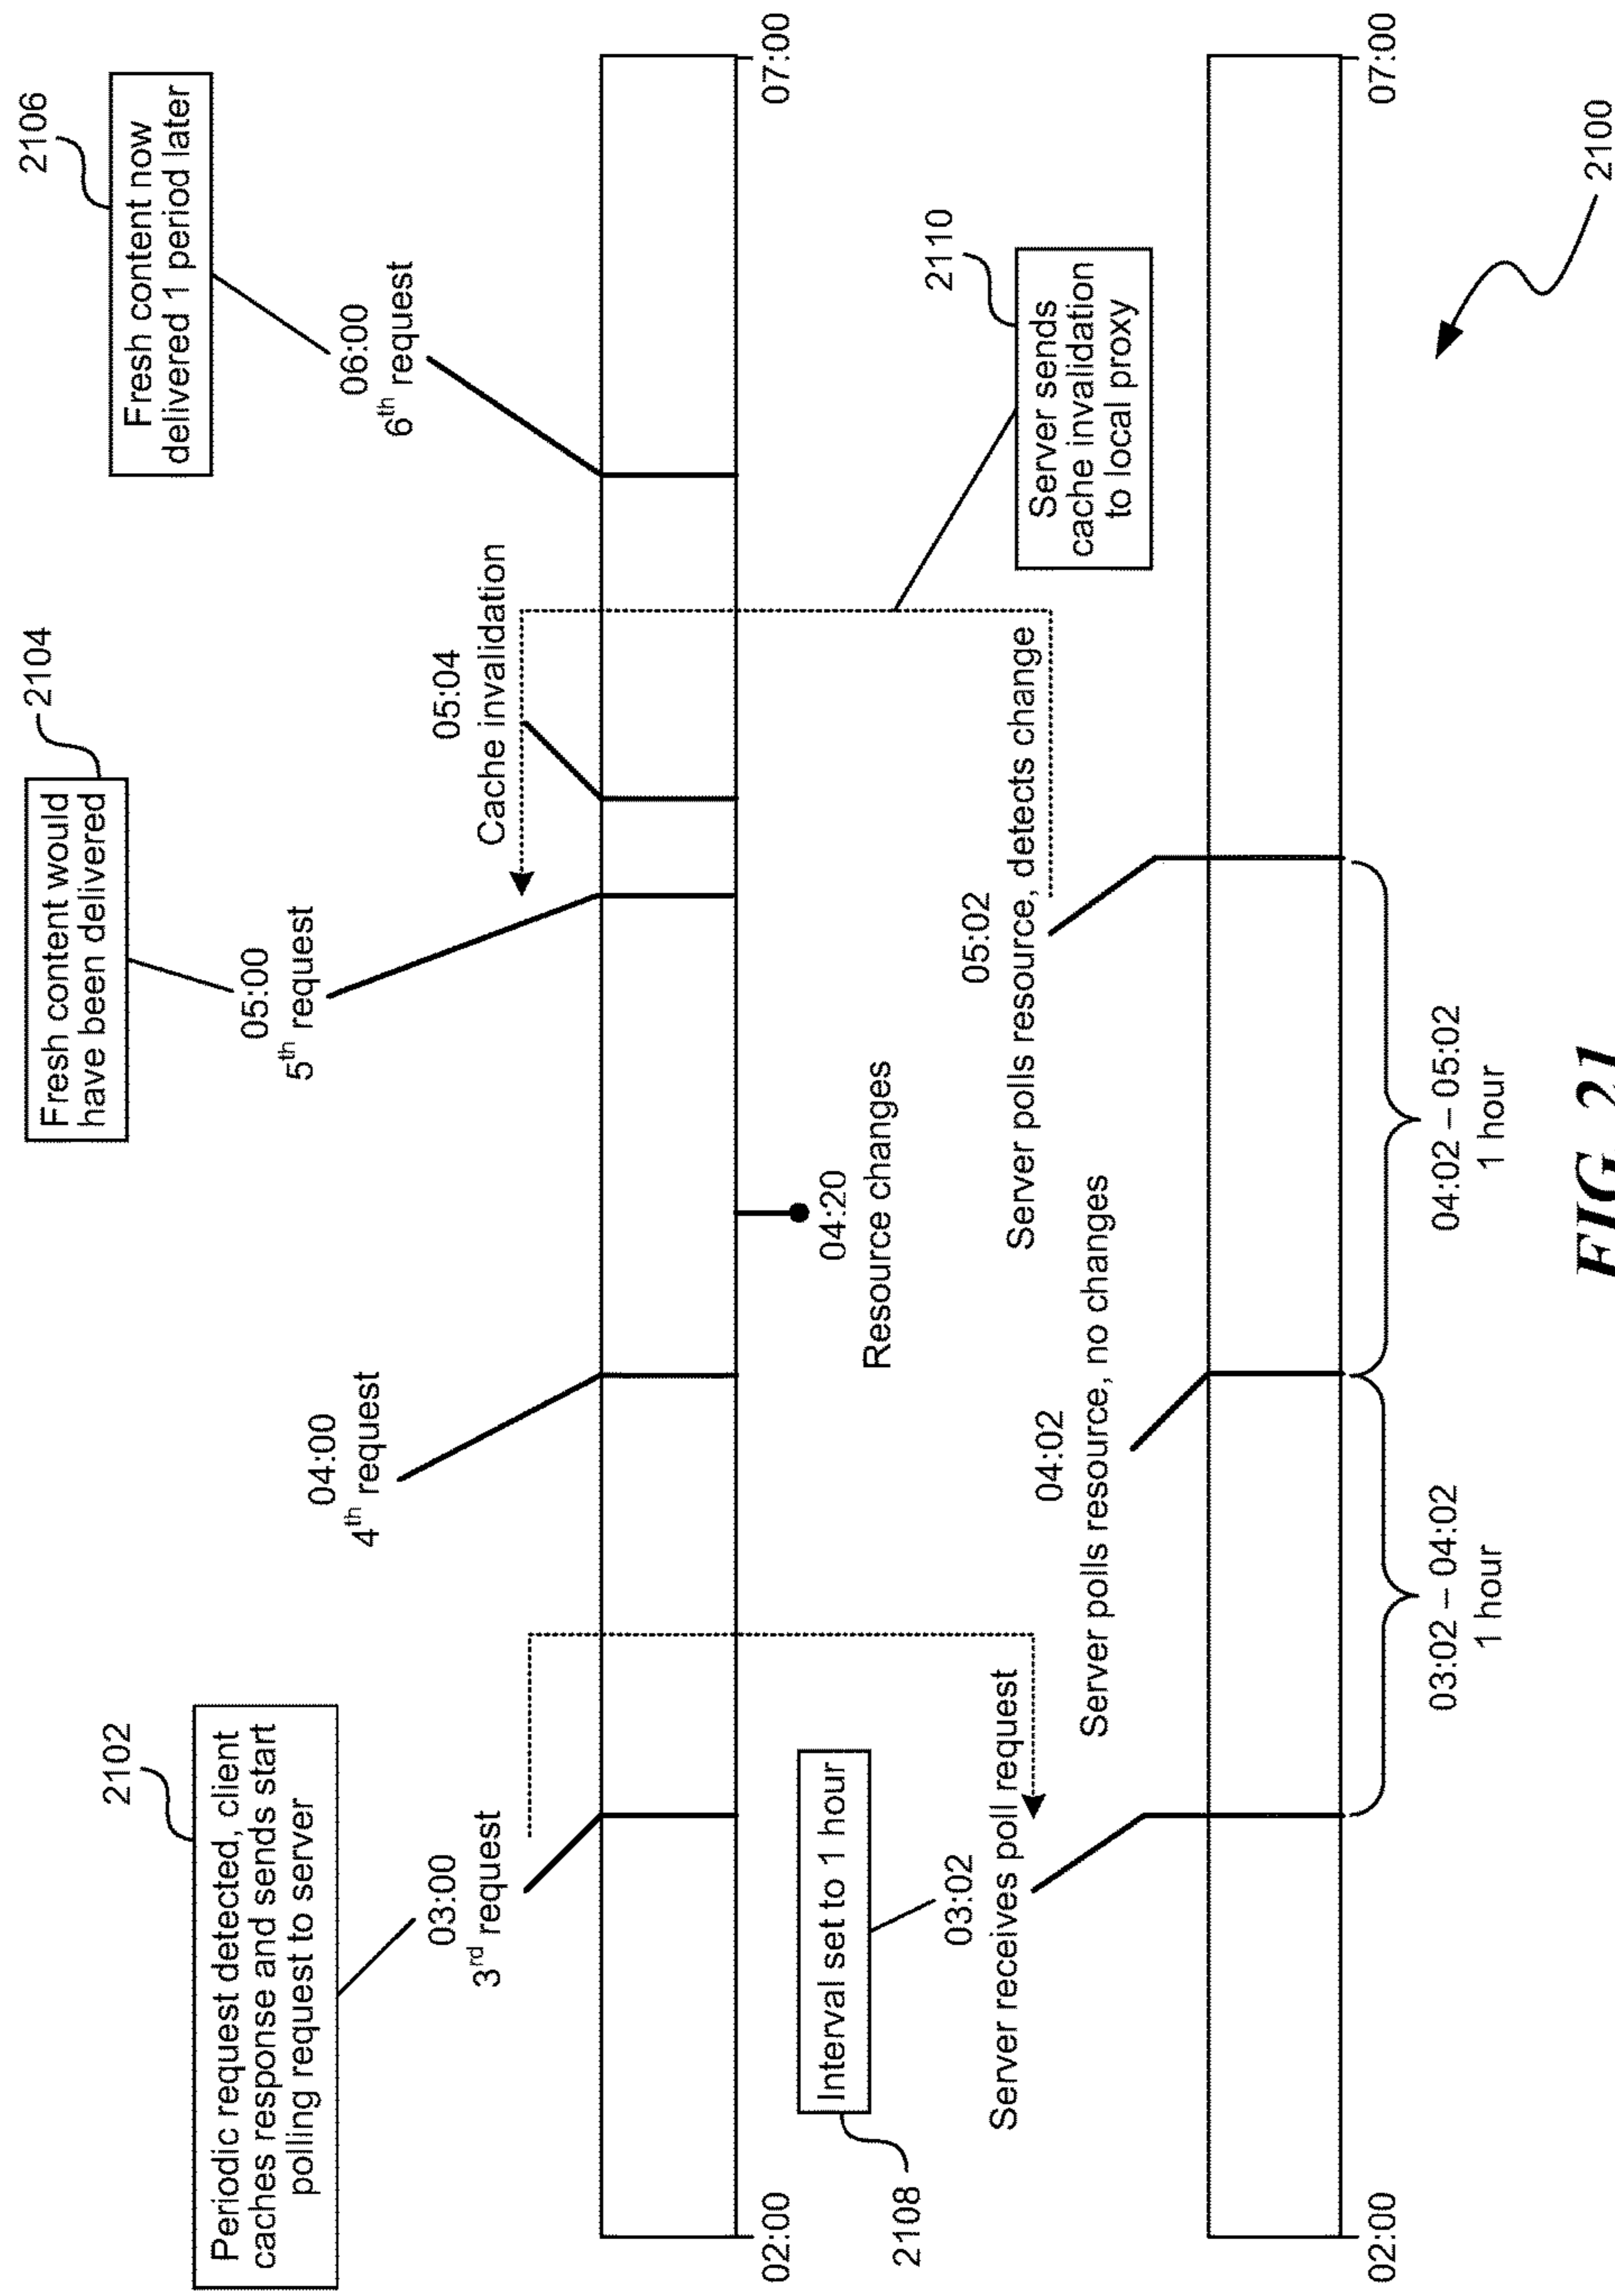 2102
Periodic request detected, client
caches response and sends start
polling request to server
03:00
3rd request
04:00
4th request
2104
Fresh content would
have been delivered
05:00
5th request
05:04
Cache invalidation
2106
Fresh content now
delivered 1 period later
06:00
6th request
02:00
07:00
04:20
Resource changes
2108
Interval set to 1 hour
03:02
Server receives poll request
04:02
Server polls resource, no changes
05:02
Server polls resource, detects change
2110
Server sends
cache invalidation
to local proxy
02:00
07:00
03:02 – 04:02
1 hour
04:02 – 05:02
1 hour
2100
FIG. 21